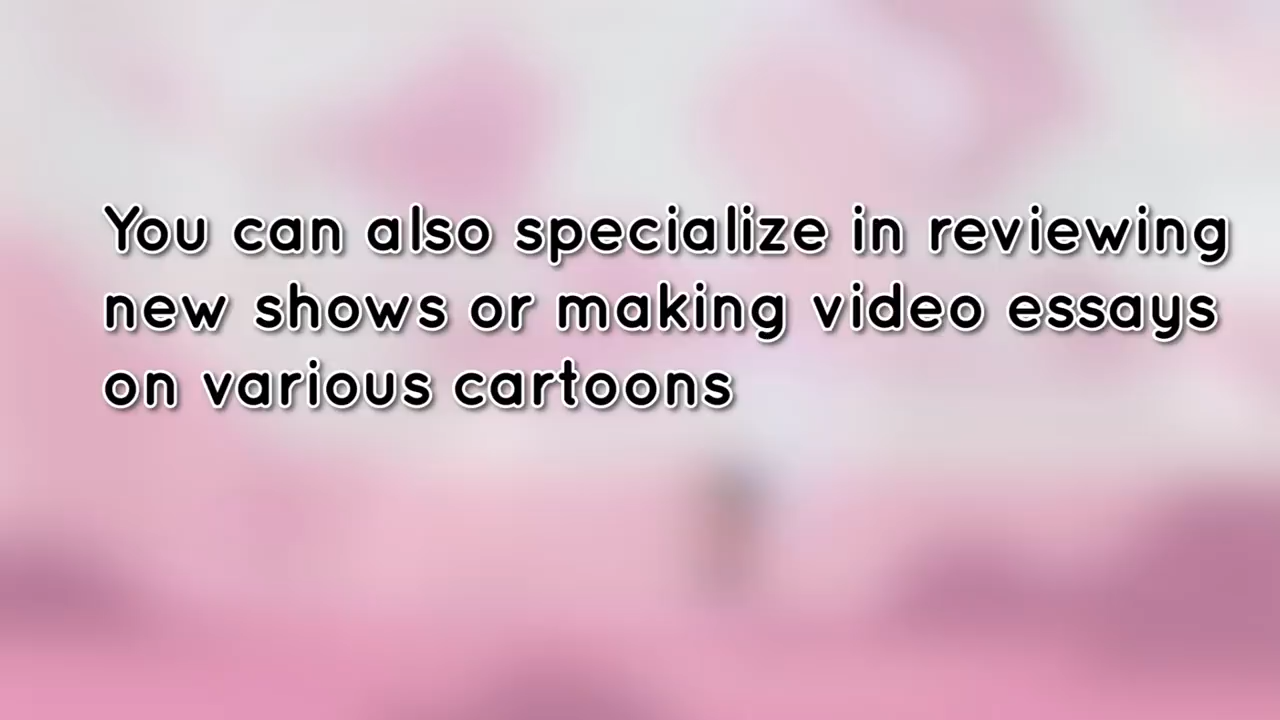 You can also specialize in reviewing
new shows or making video essays
on various cartoons